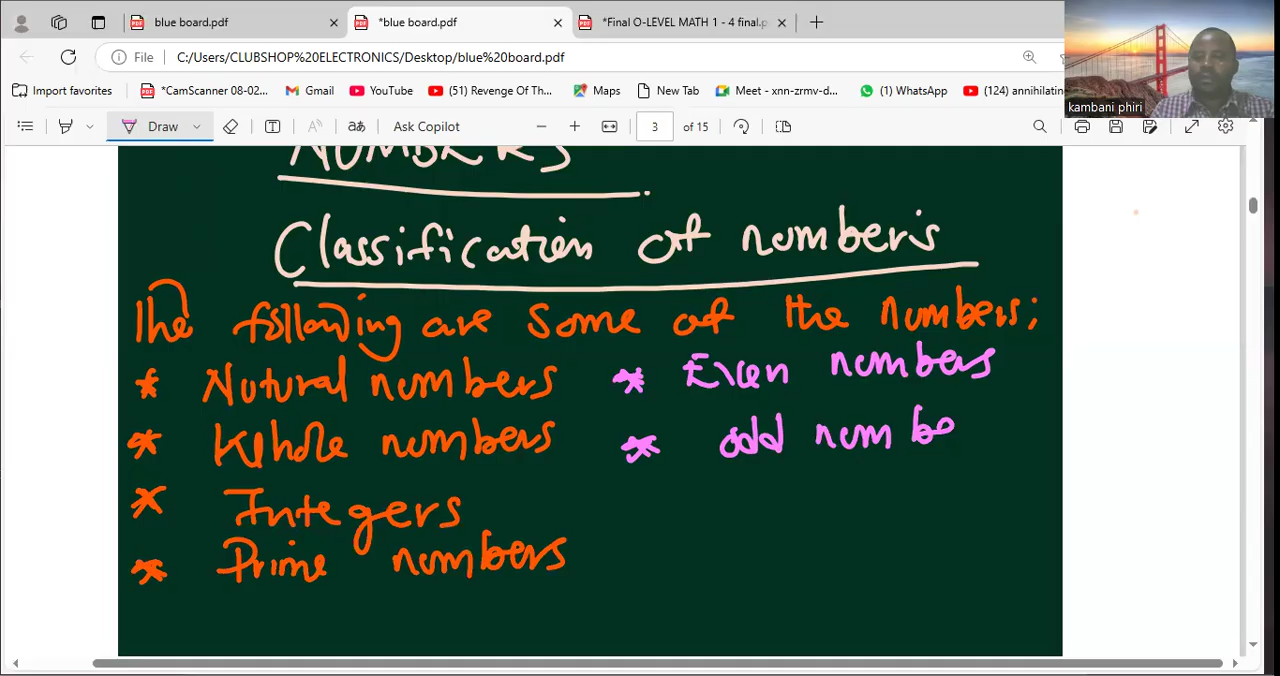 blue board.pdf
*blue board.pdf
*Final O-LEVEL MATH 1 - 4 final.p
File
C:/Users/CLUBSHOP%20ELECTRONICS/Desktop/blue%20board.pdf
Import favorites
*CamScanner 08-02...
Gmail
YouTube
(51) Revenge Of Th...
Maps
New Tab
Meet - xnn-zrmv-d...
(1) WhatsApp
(124) annihilatin
kambani phiri
Draw
Ask Copilot
3 of 15
NUMBERS
Classification of number's
The following are some of the numbers;
* Natural numbers
* Whole numbers
* Integers
* Prime numbers
* Even numbers
* odd numbe